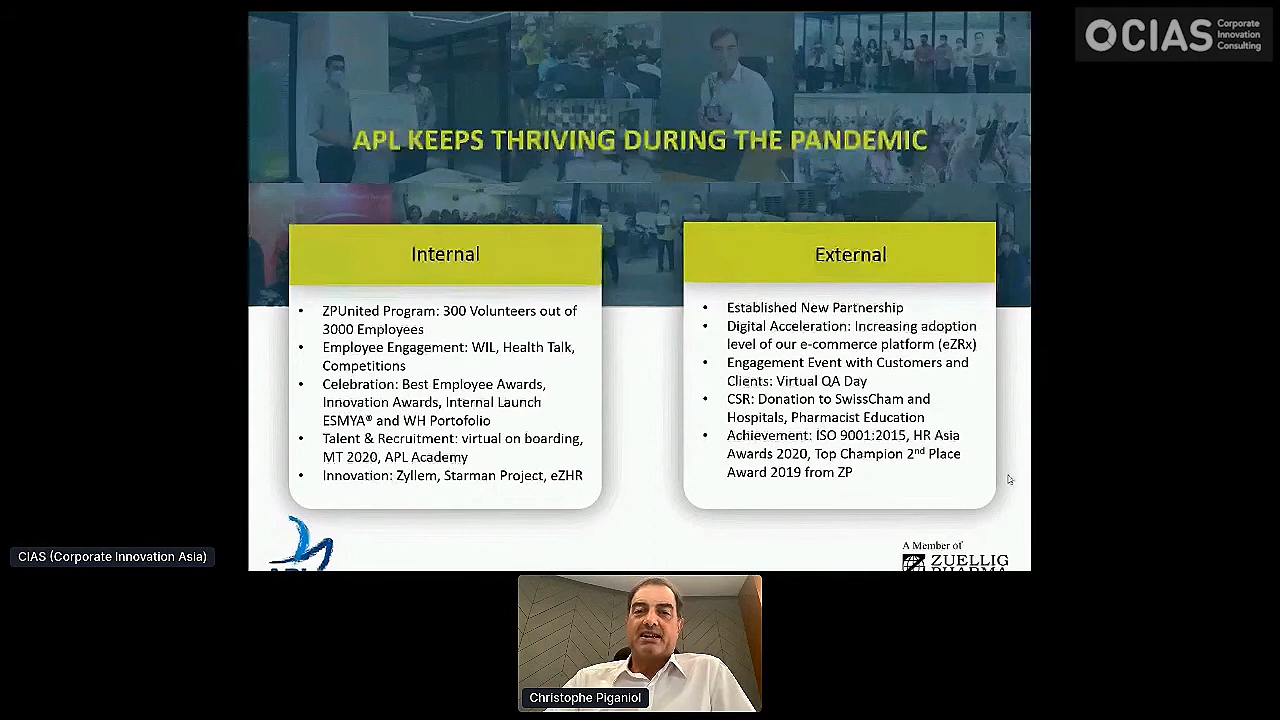 OCIAS Corporate
Innovation
Consulting
APL KEEPS THRIVING DURING THE PANDEMIC
Internal
• ZPUnited Program: 300 Volunteers out of
3000 Employees
• Employee Engagement: WIL, Health Talk,
Competitions
• Celebration: Best Employee Awards,
Innovation Awards, Internal Launch
ESMYA® and WH Portofolio
• Talent & Recruitment: virtual on boarding,
MT 2020, APL Academy
• Innovation: Zyllem, Starman Project, eZHR
External
• Established New Partnership
• Digital Acceleration: Increasing adoption
level of our e-commerce platform (eZRx)
• Engagement Event with Customers and
Clients: Virtual QA Day
• CSR: Donation to SwissCham and
Hospitals, Pharmacist Education
• Achievement: ISO 9001:2015, HR Asia
Awards 2020, Top Champion 2nd Place
Award 2019 from ZP
A Member of
ZUELLIG
PHARMA
CIAS (Corporate Innovation Asia)
Christophe Piganiol